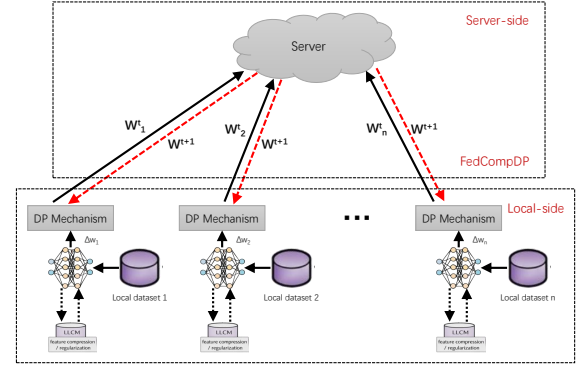 Server-side
Server
W^t_1
W^{t+1}
W^t_2
W^{t+1}
W^t_n
W^{t+1}
FedCompDP
Local-side
DP Mechanism
DP Mechanism
...
DP Mechanism
Δw_1
Δw_2
Δw_n
Local dataset 1
Local dataset 2
Local dataset n
LLCM
feature compression
/ regularization
LLCM
feature compression
/ regularization
LLCM
feature compression
/ regularization